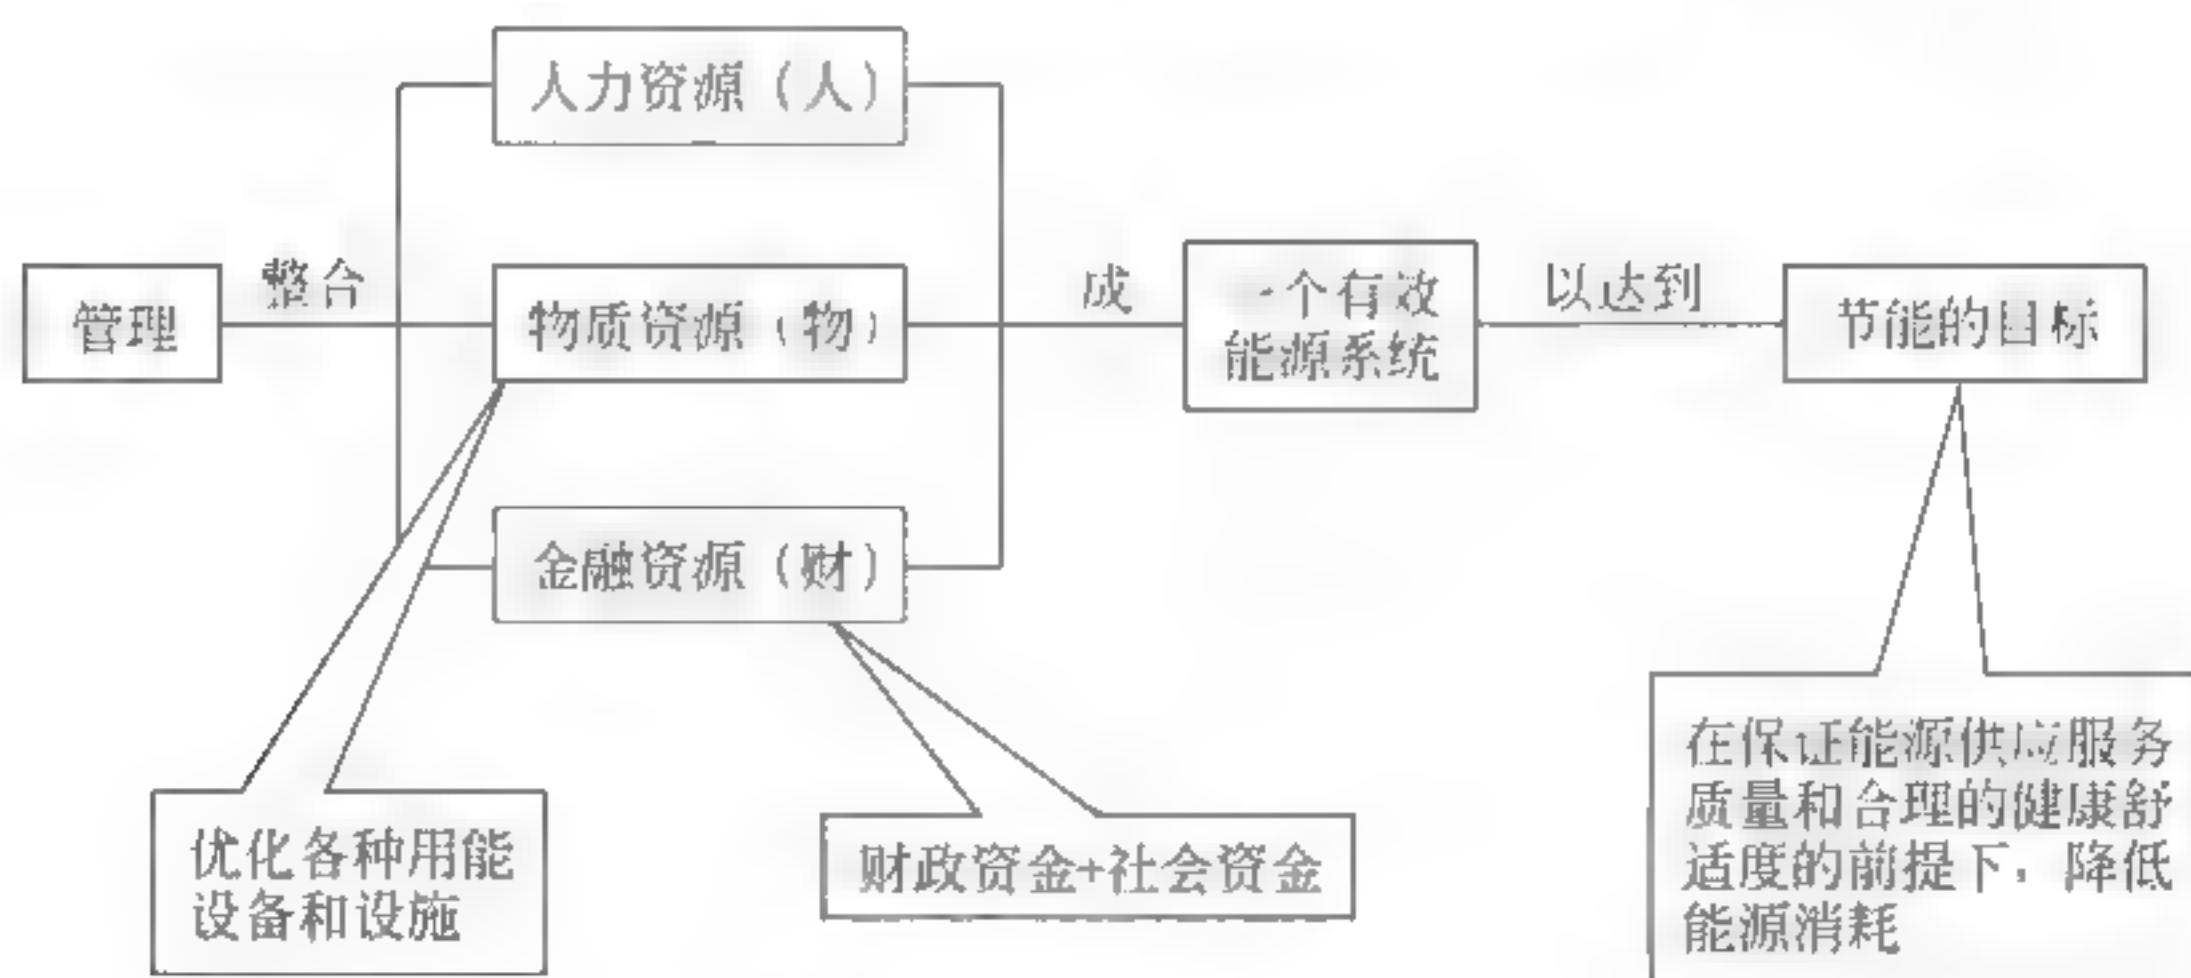 人力资源（人）
管理
整合
物质资源（物）
成
一个有效
能源系统
以达到
节能的目标
金融资源（财）
优化各种用能
设备和设施
财政资金+社会资金
在保证能源供应服务
质量和合理的健康舒
适度的前提下，降低
能源消耗